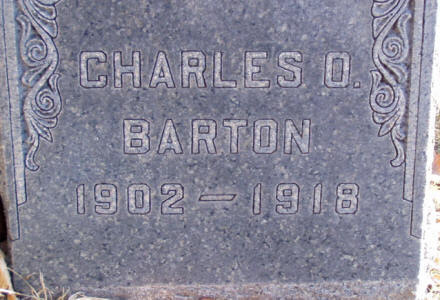 CHARLES O.
BARTON
1902 — 1918